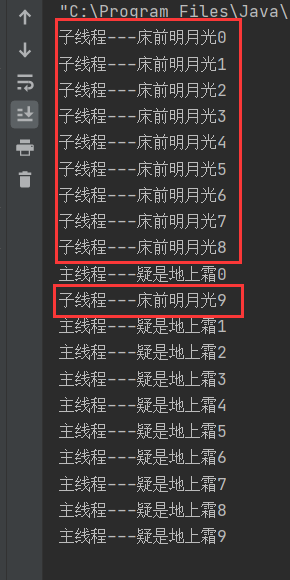 "C:\Program Files\Java\
子线程---床前明月光0
子线程---床前明月光1
子线程---床前明月光2
子线程---床前明月光3
子线程---床前明月光4
子线程---床前明月光5
子线程---床前明月光6
子线程---床前明月光7
子线程---床前明月光8
主线程---疑是地上霜0
子线程---床前明月光9
主线程---疑是地上霜1
主线程---疑是地上霜2
主线程---疑是地上霜3
主线程---疑是地上霜4
主线程---疑是地上霜5
主线程---疑是地上霜6
主线程---疑是地上霜7
主线程---疑是地上霜8
主线程---疑是地上霜9